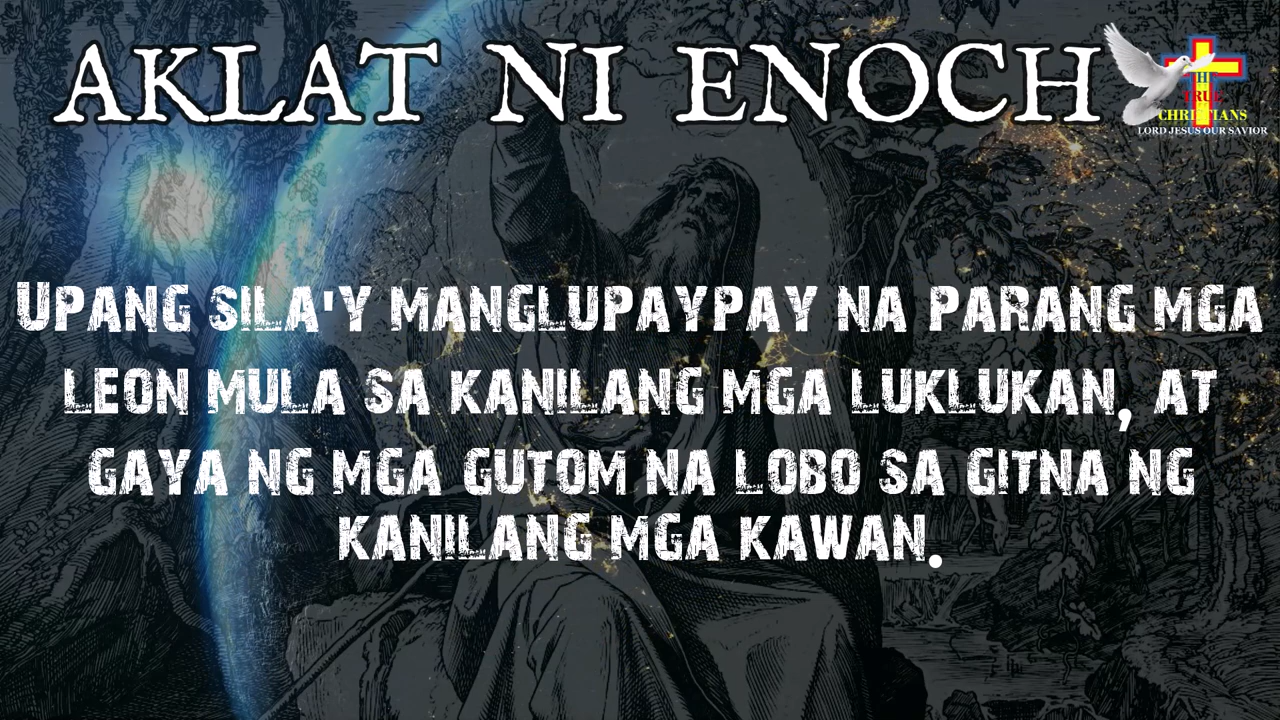 AKLAT NI ENOCH
TRUE
CHRISTIANS
LORD JESUS OUR SAVIOR
UPANG SILA'Y MANGLUPAYPAY NA PARANG MGA
LEON MULA SA KANILANG MGA LUKLUKAN, AT
GAYA NG MGA GUTOM NA LOBO SA GITNA NG
KANILANG MGA KAWAN.